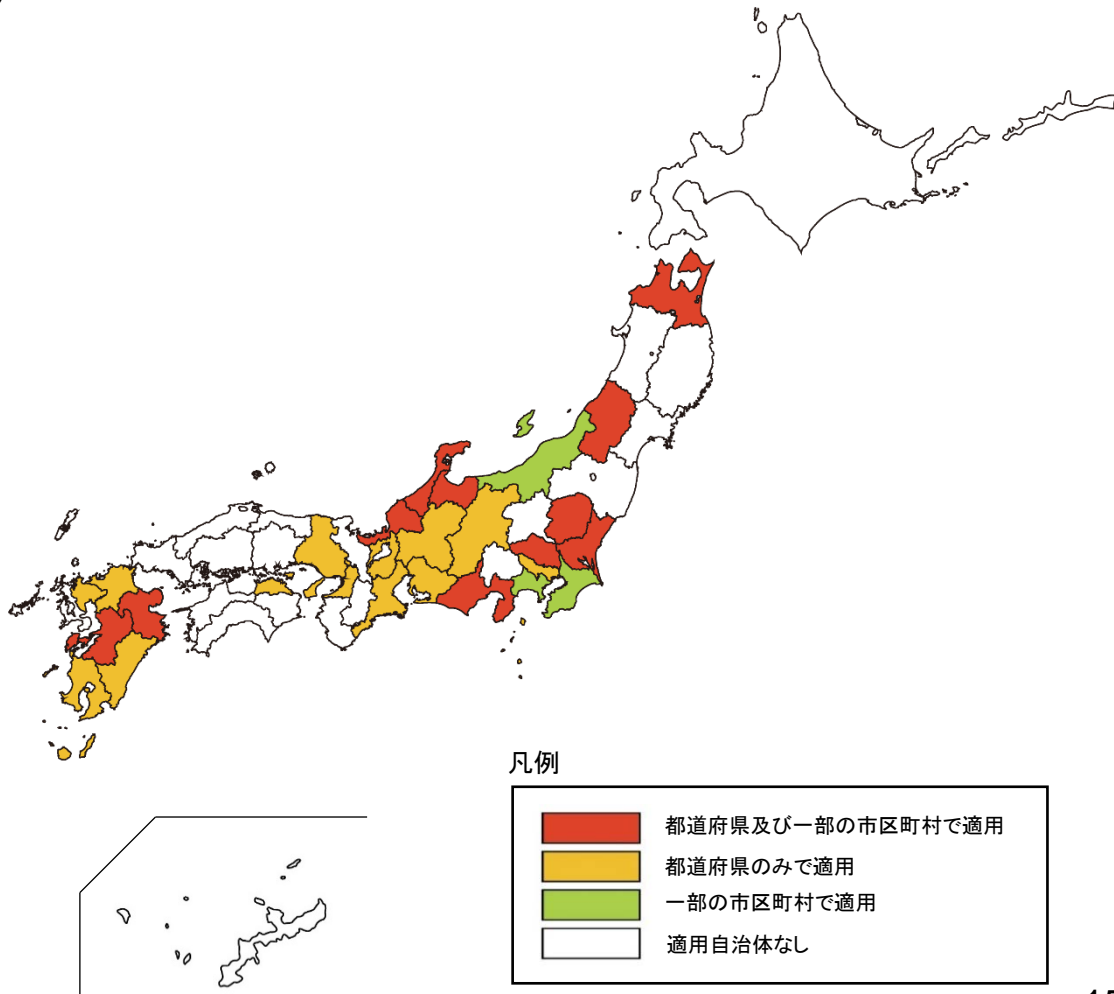 凡例
都道府県及び一部の市区町村で適用
都道府県のみで適用
一部の市区町村で適用
適用自治体なし